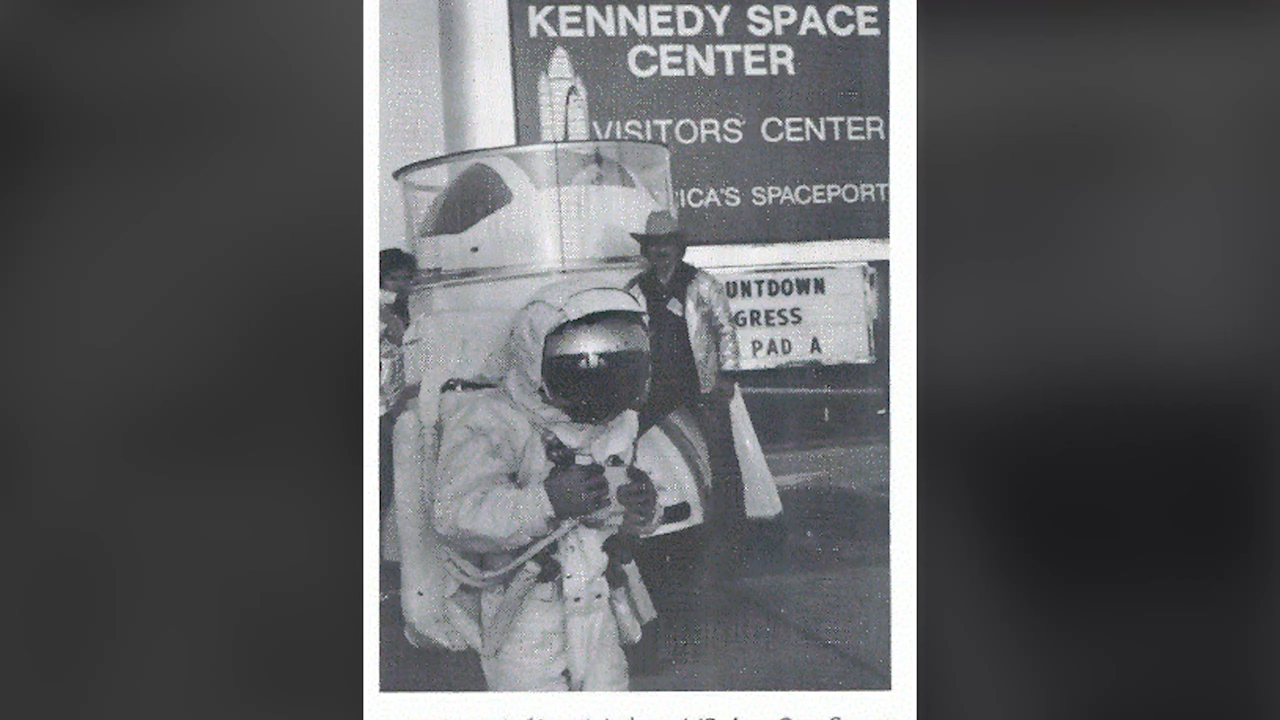 KENNEDY SPACE
CENTER
VISITORS' CENTER
ICA'S SPACEPORT
UNTDOWN
GRESS
PAD A